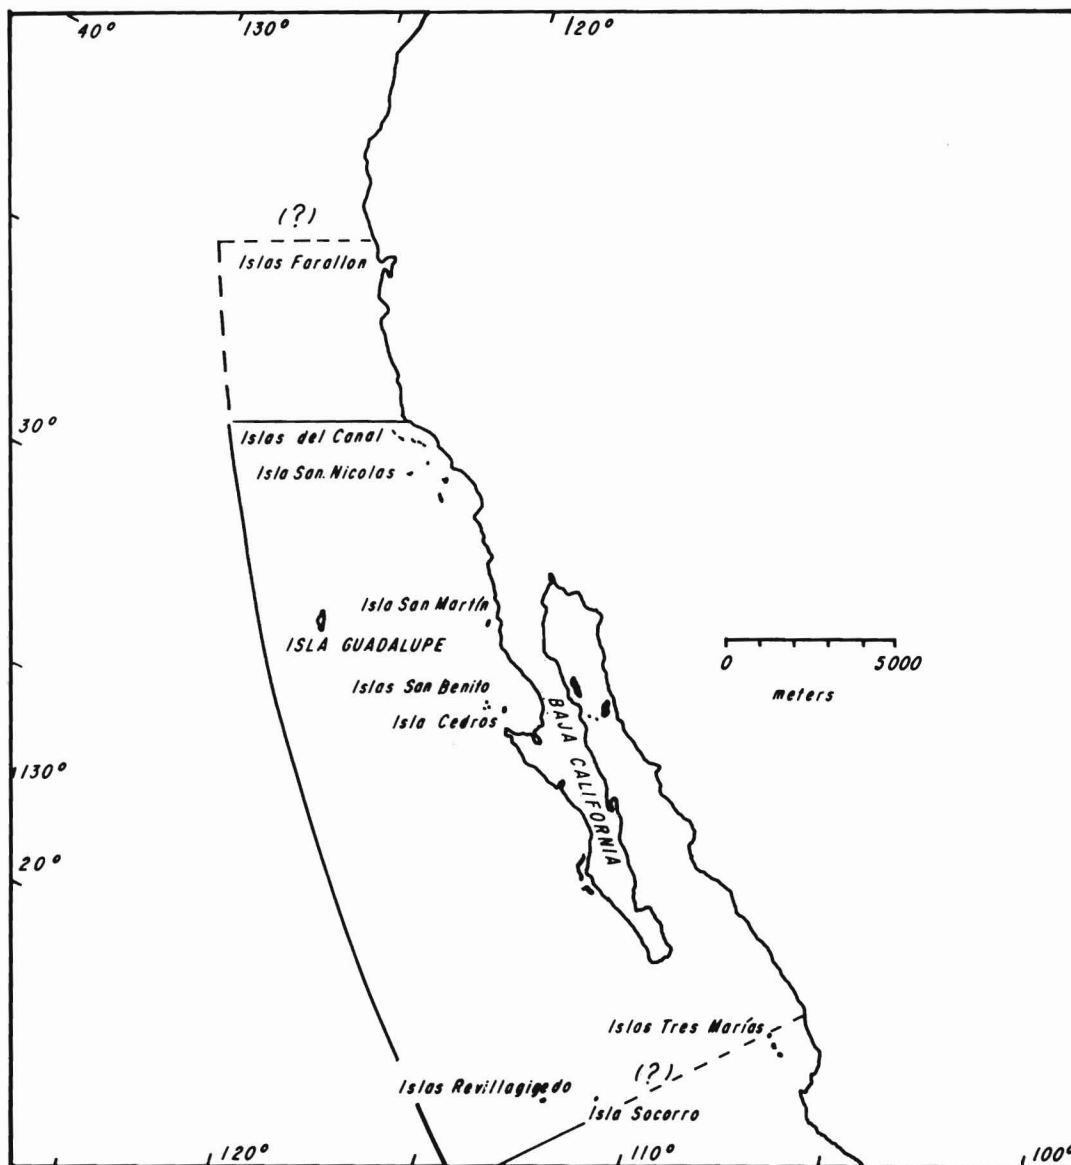 40° 130° 120°
(?)
Islas Farallon
30°
Islas del Canal
Isla San. Nicolas
Isla San Martín
ISLA GUADALUPE
0 5000
meters
Islas San Benito
Isla Cedros
BAJA CALIFORNIA
130°
20°
Islas Tres Marías
(?)
Islas Revillagigedo
Isla Socorro
120° 110° 100°